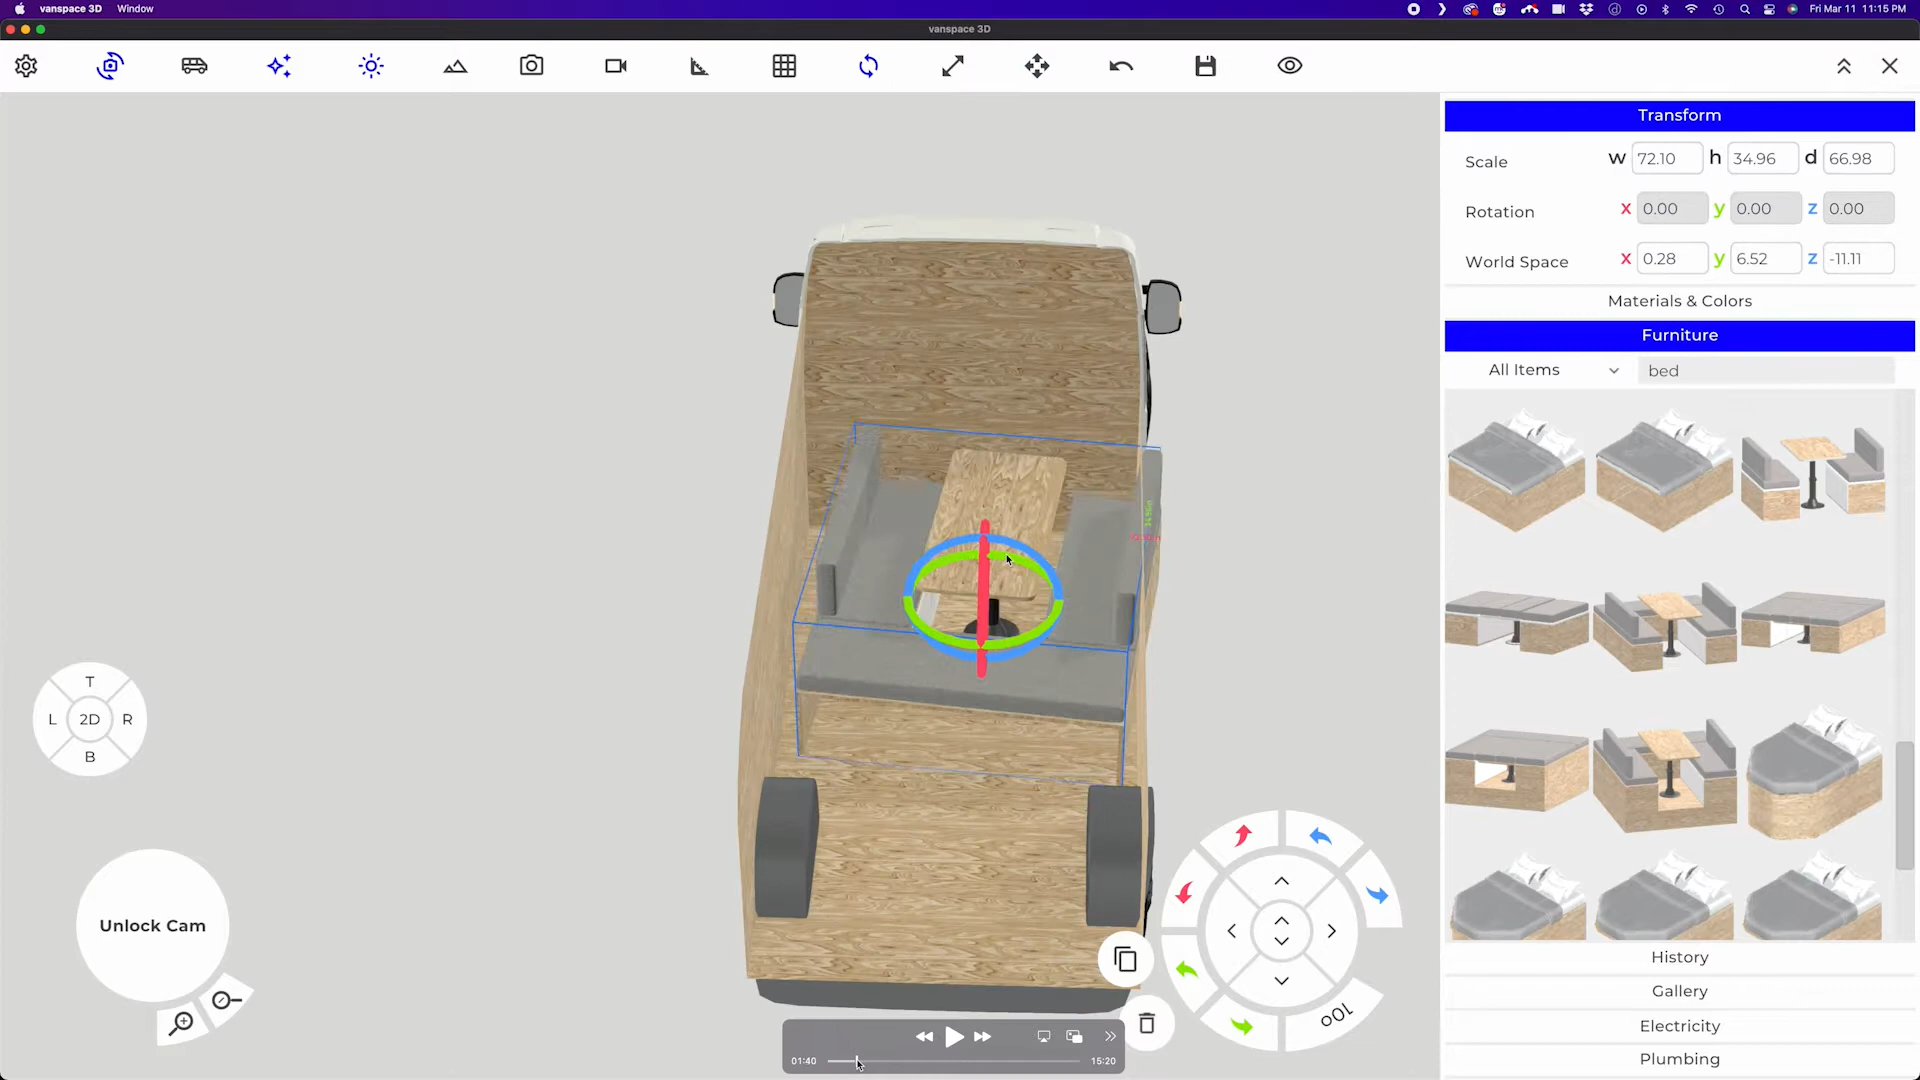 vanspace 3D Window Fri Mar 11 11:15 PM
vanspace 3D
Transform
Scale w 72.10 h 34.96 d 66.98
Rotation x 0.00 y 0.00 z 0.00
World Space x 0.28 y 6.52 z -11.11
Materials & Colors
Furniture
All Items bed
T
L 2D R
B
Unlock Cam
100
History
Gallery
Electricity
Plumbing
01:40 15:20